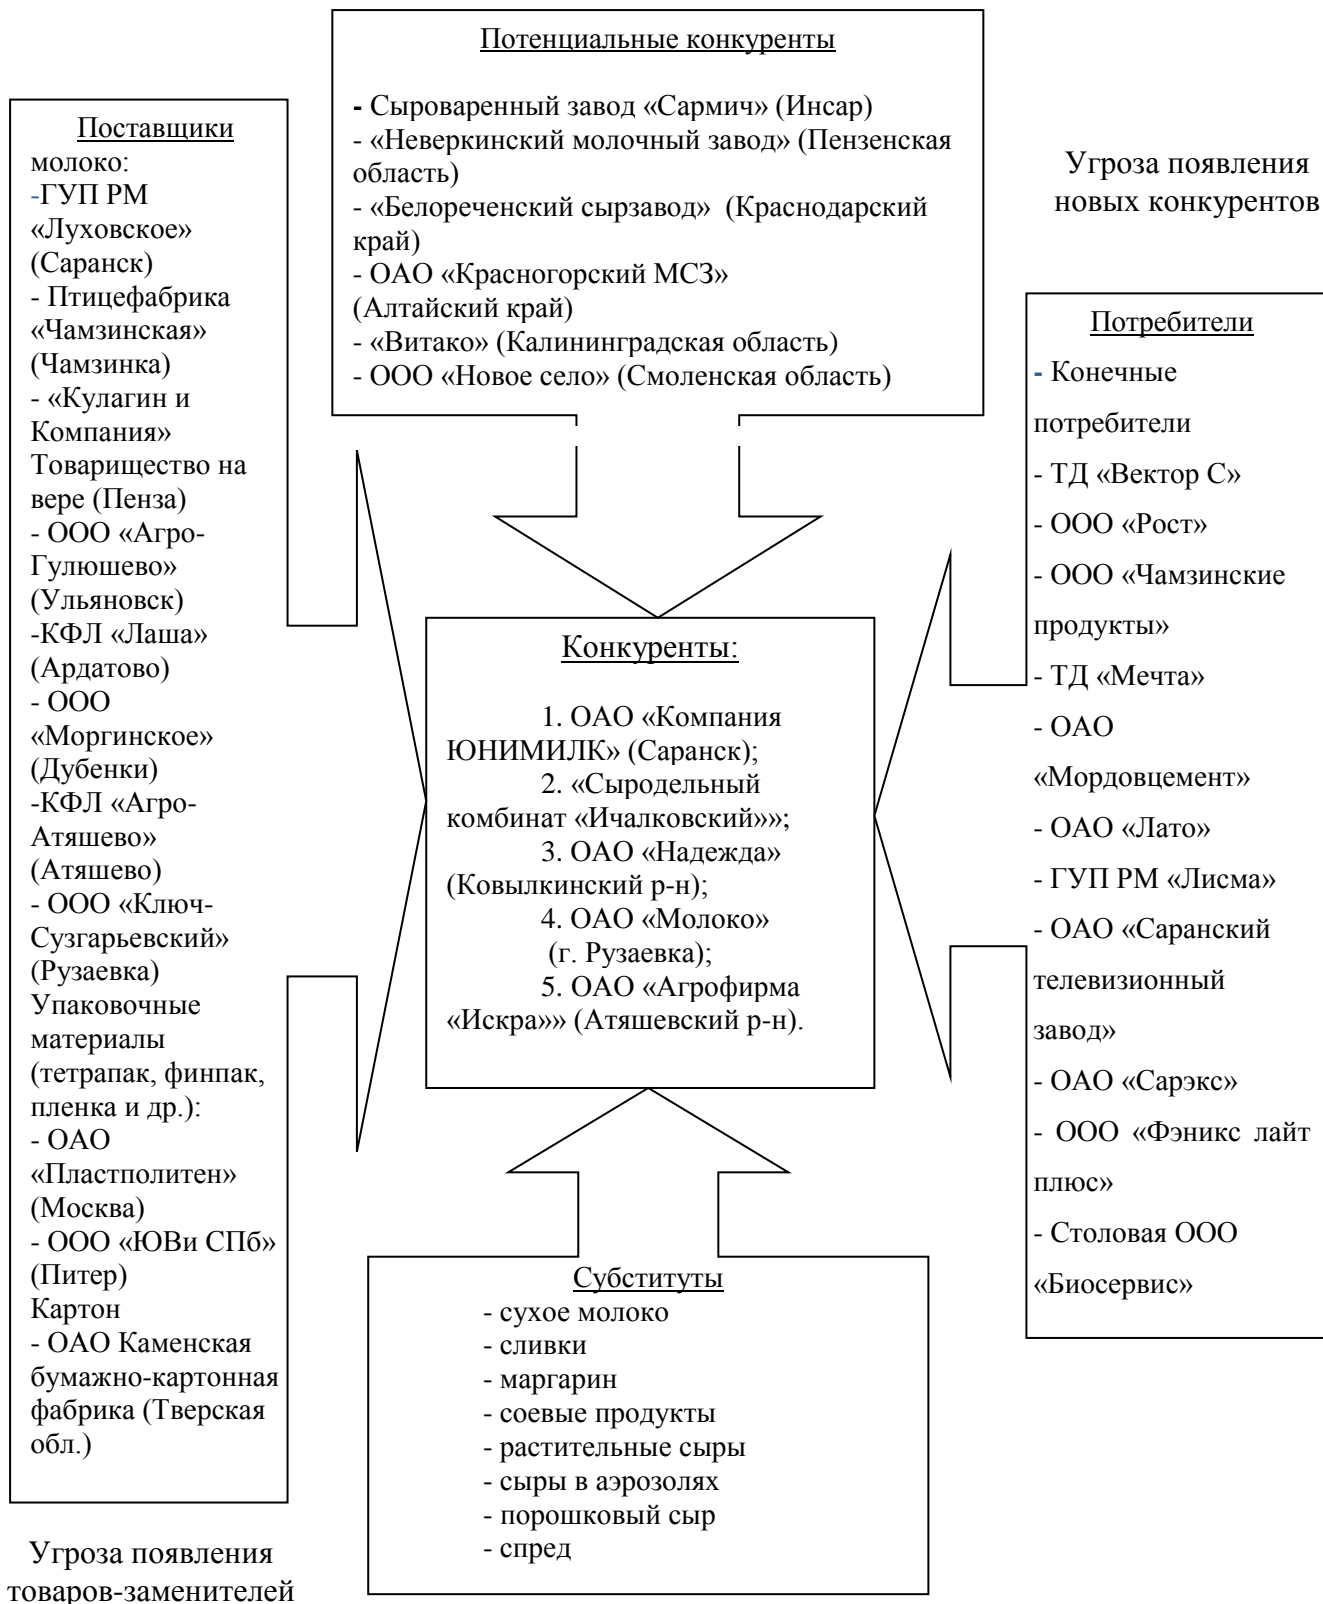 Потенциальные конкуренты
- Сыроваренный завод «Сармич» (Инсар)
- «Неверкинский молочный завод» (Пензенская
область)
- «Белореченский сырзавод» (Краснодарский
край)
- ОАО «Красногорский МСЗ»
(Алтайский край)
- «Витако» (Калининградская область)
- ООО «Новое село» (Смоленская область)
Поставщики
молоко:
-ГУП РМ
«Луховское»
(Саранск)
- Птицефабрика
«Чамзинская»
(Чамзинка)
- «Кулагин и
Компания»
Товарищество на
вере (Пенза)
- ООО «Агро-
Гулюшево»
(Ульяновск)
-КФЛ «Лаша»
(Ардатово)
- ООО
«Моргинское»
(Дубенки)
-КФЛ «Агро-
Атяшево»
(Атяшево)
- ООО «Ключ-
Сузгарьевский»
(Рузаевка)
Упаковочные
материалы
(тетрапак, финпак,
пленка и др.):
- ОАО
«Пластполитен»
(Москва)
- ООО «ЮВи СПб»
(Питер)
Картон
- ОАО Каменская
бумажно-картонная
фабрика (Тверская
обл.)
Угроза появления
новых конкурентов
Потребители
- Конечные
потребители
- ТД «Вектор С»
- ООО «Рост»
- ООО «Чамзинские
продукты»
- ТД «Мечта»
- ОАО
«Мордовцемент»
- ОАО «Лато»
- ГУП РМ «Лисма»
- ОАО «Саранский
телевизионный
завод»
- ОАО «Сарэкс»
- ООО «Фэникс лайт
плюс»
- Столовая ООО
«Биосервис»
Конкуренты:
1. ОАО «Компания
ЮНИМИЛК» (Саранск);
2. «Сыродельный
комбинат «Ичалковский»»;
3. ОАО «Надежда»
(Ковылкинский р-н);
4. ОАО «Молоко»
(г. Рузаевка);
5. ОАО «Агрофирма
«Искра»» (Атяшевский р-н).
Субституты
- сухое молоко
- сливки
- маргарин
- соевые продукты
- растительные сыры
- сыры в аэрозолях
- порошковый сыр
- спред
Угроза появления
товаров-заменителей